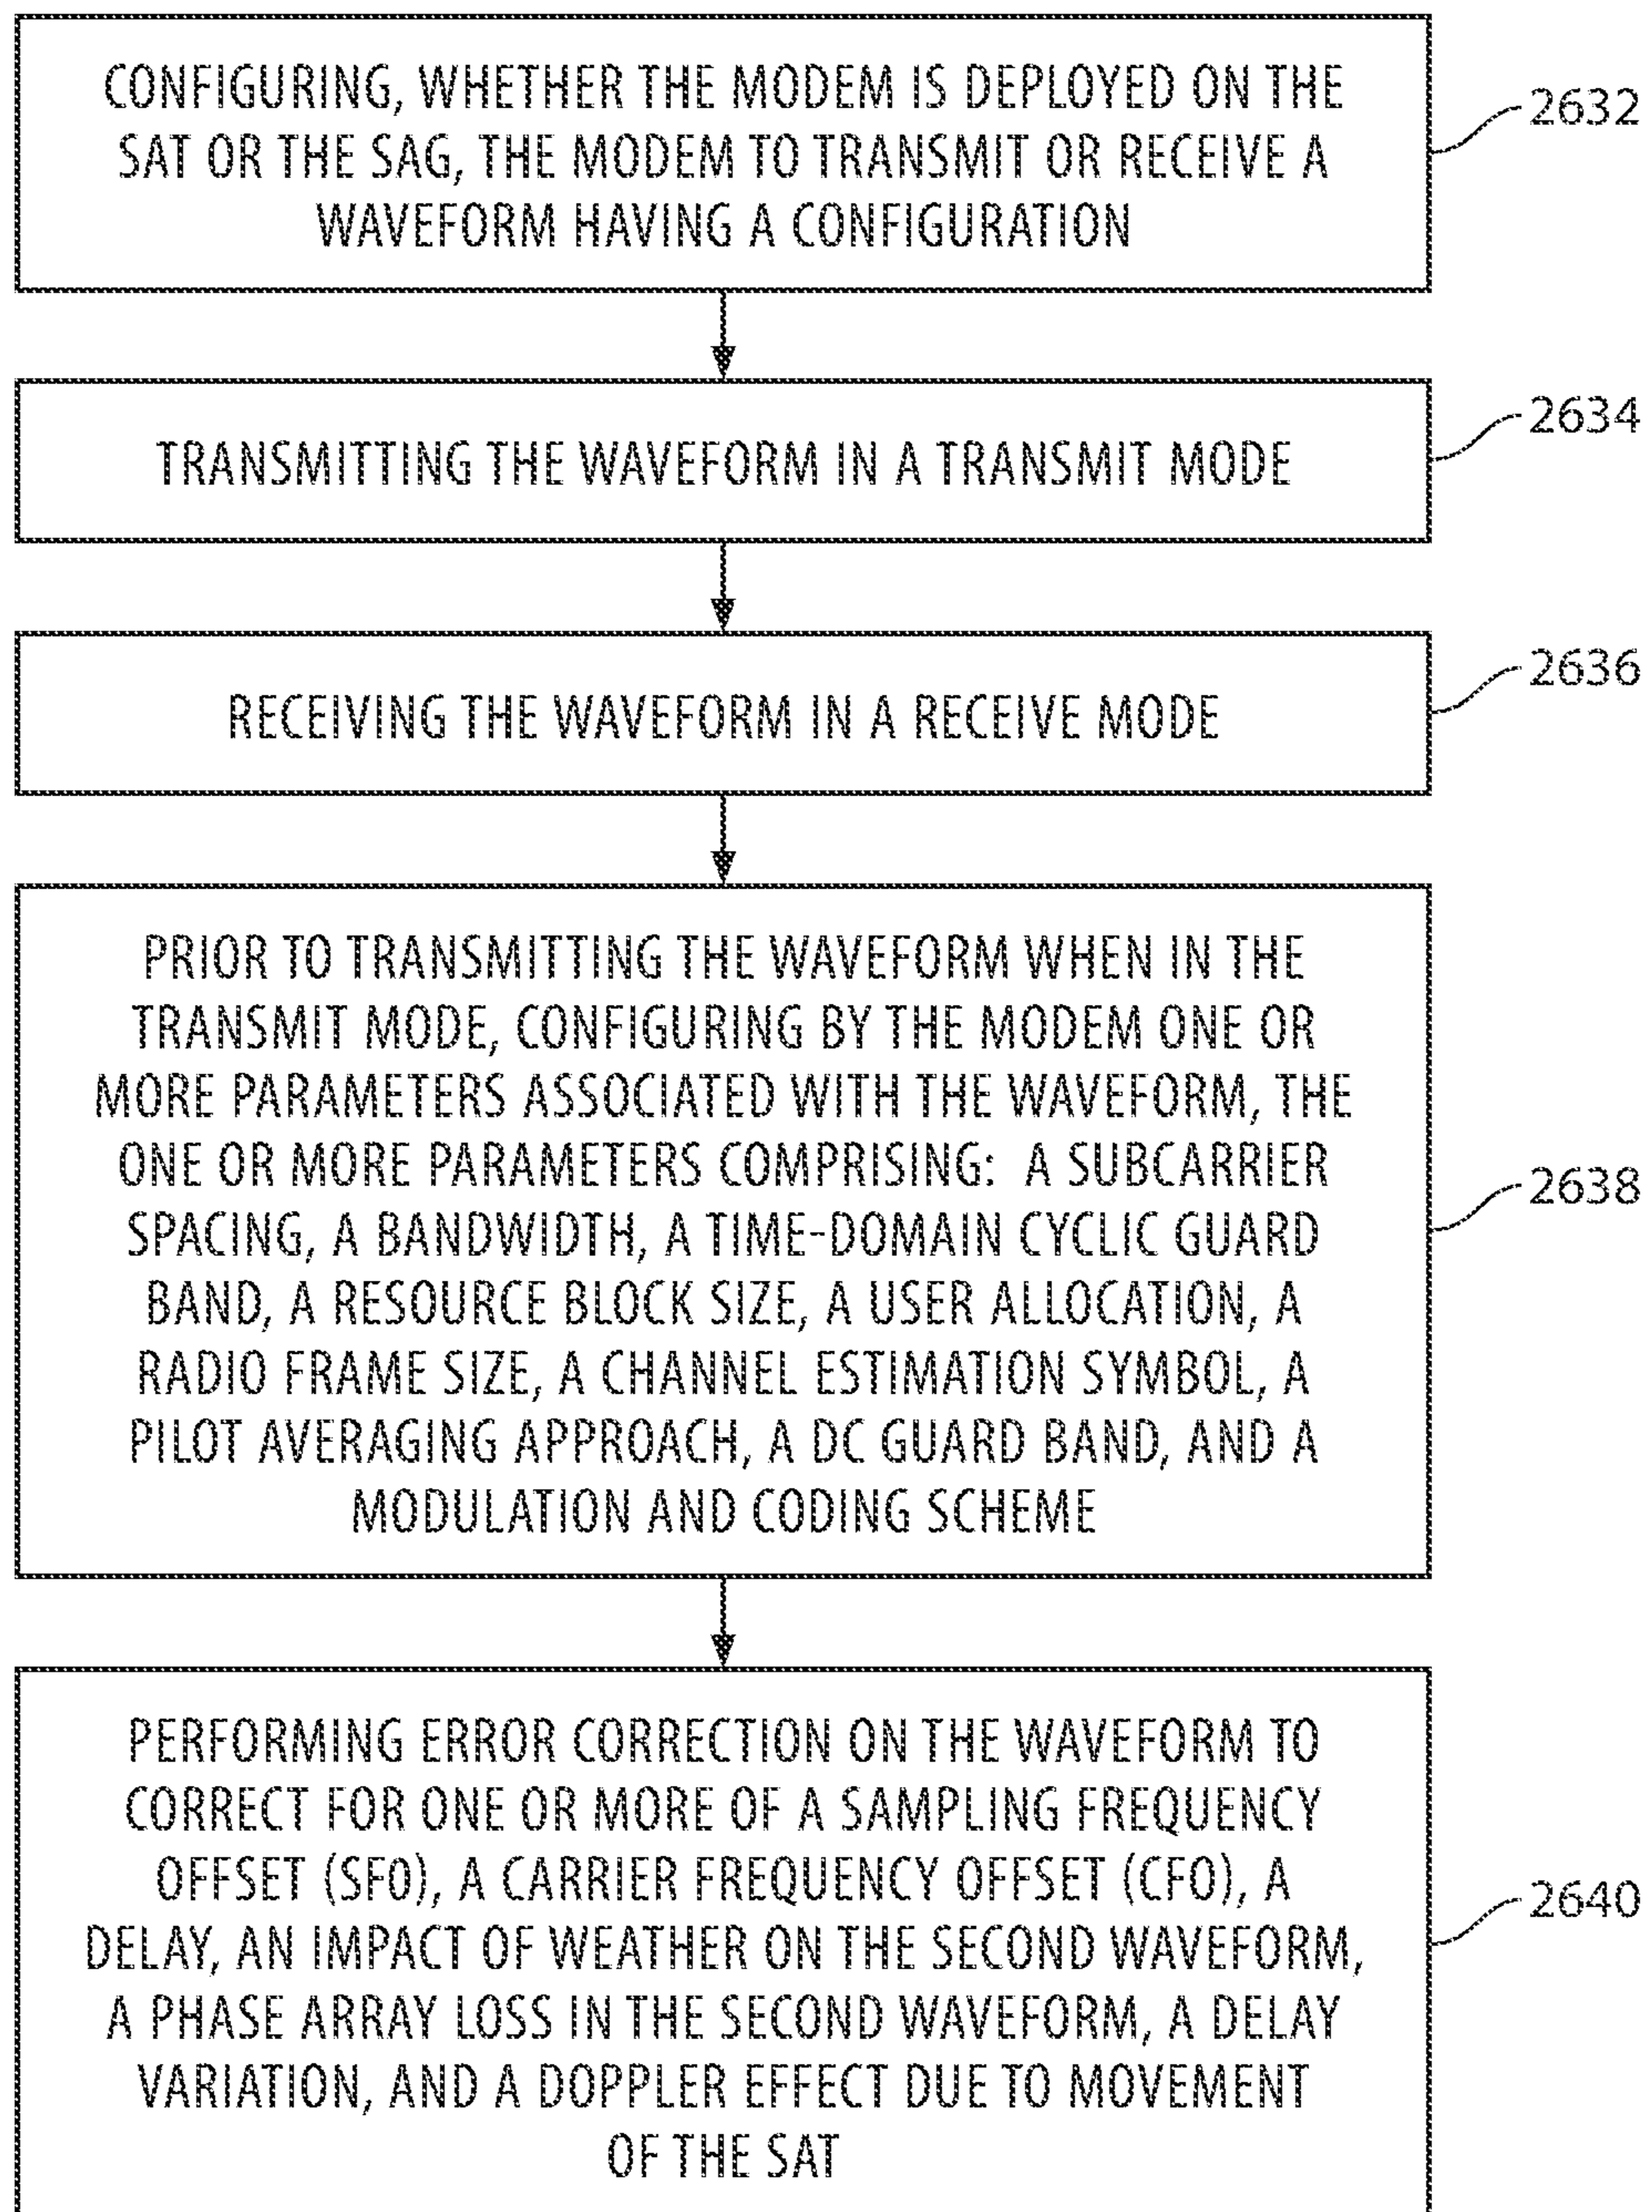 CONFIGURING, WHETHER THE MODEM IS DEPLOYED ON THE
SAT OR THE SAG, THE MODEM TO TRANSMIT OR RECEIVE A
WAVEFORM HAVING A CONFIGURATION
2632
TRANSMITTING THE WAVEFORM IN A TRANSMIT MODE
2634
RECEIVING THE WAVEFORM IN A RECEIVE MODE
2636
PRIOR TO TRANSMITTING THE WAVEFORM WHEN IN THE
TRANSMIT MODE, CONFIGURING BY THE MODEM ONE OR
MORE PARAMETERS ASSOCIATED WITH THE WAVEFORM, THE
ONE OR MORE PARAMETERS COMPRISING: A SUBCARRIER
SPACING, A BANDWIDTH, A TIME-DOMAIN CYCLIC GUARD
BAND, A RESOURCE BLOCK SIZE, A USER ALLOCATION, A
RADIO FRAME SIZE, A CHANNEL ESTIMATION SYMBOL, A
PILOT AVERAGING APPROACH, A DC GUARD BAND, AND A
MODULATION AND CODING SCHEME
2638
PERFORMING ERROR CORRECTION ON THE WAVEFORM TO
CORRECT FOR ONE OR MORE OF A SAMPLING FREQUENCY
OFFSET (SFO), A CARRIER FREQUENCY OFFSET (CFO), A
DELAY, AN IMPACT OF WEATHER ON THE SECOND WAVEFORM,
A PHASE ARRAY LOSS IN THE SECOND WAVEFORM, A DELAY
VARIATION, AND A DOPPLER EFFECT DUE TO MOVEMENT
OF THE SAT
2640